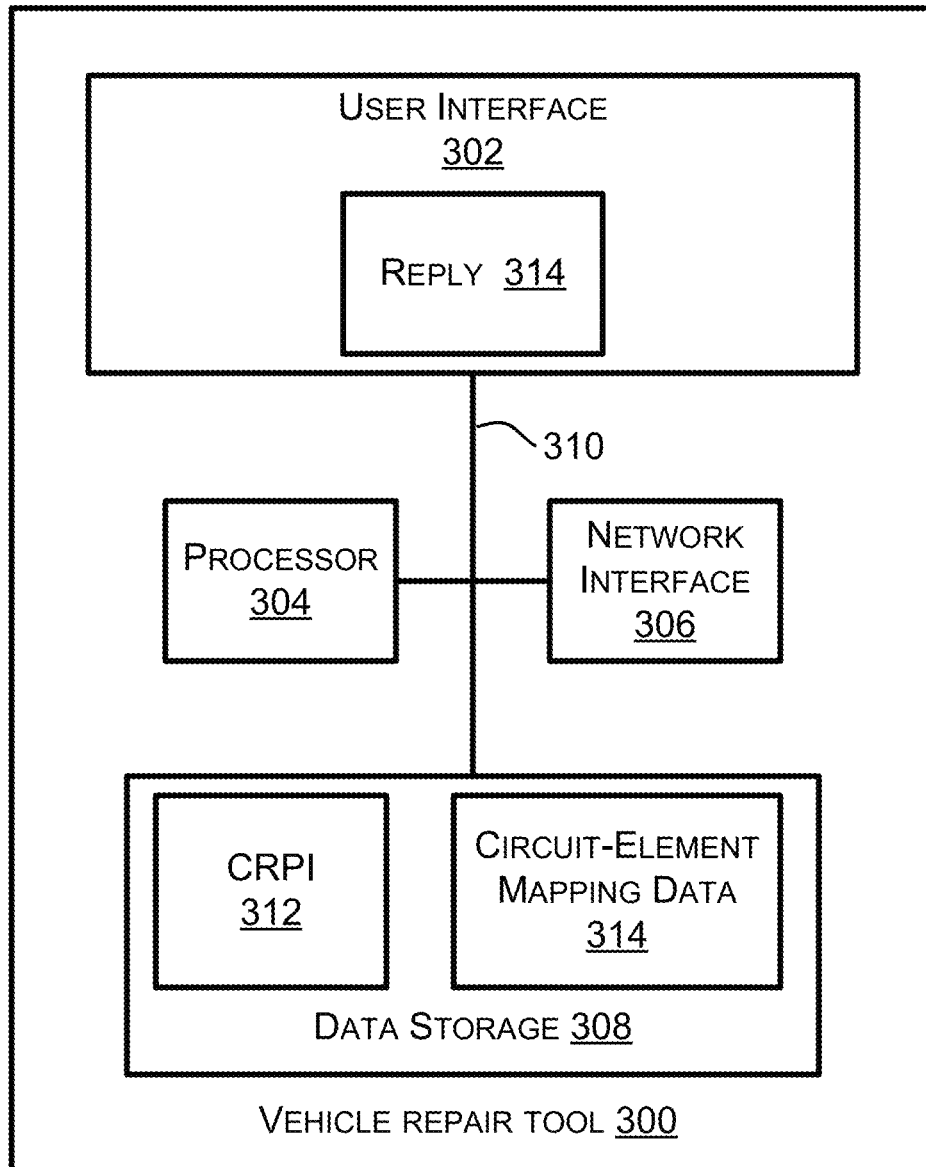 USER INTERFACE
302
REPLY 314
310
PROCESSOR
304
NETWORK
INTERFACE
306
CRPI
312
CIRCUIT-ELEMENT
MAPPING DATA
314
DATA STORAGE 308
VEHICLE REPAIR TOOL 300